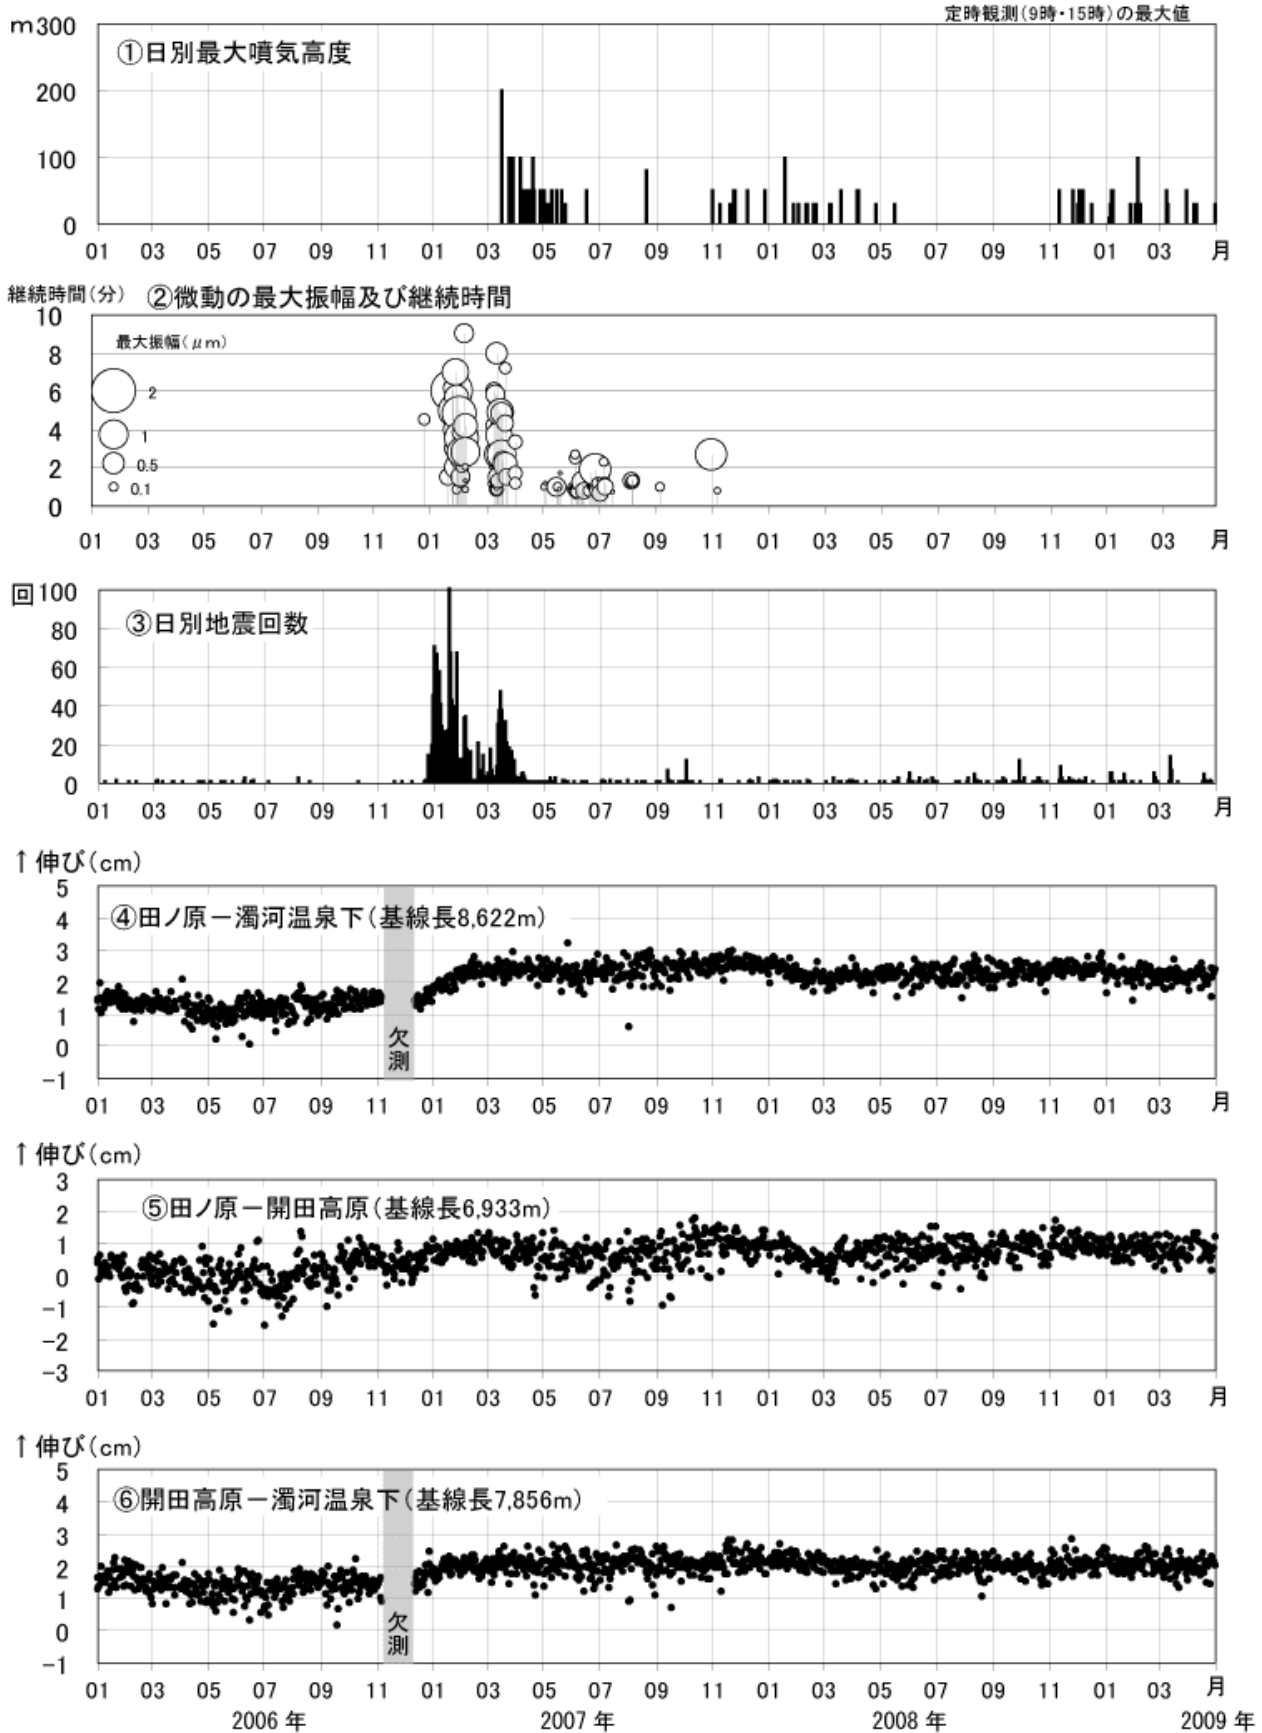 定時観測(9時・15時)の最大値
m300
①日別最大噴気高度
200
100
0
01 03 05 07 09 11 01 03 05 07 09 11 01 03 05 07 09 11 01 03 月
継続時間(分) ②微動の最大振幅及び継続時間
10
最大振幅(μm)
8
6 2
4 1
2 0.5
0 0.1
01 03 05 07 09 11 01 03 05 07 09 11 01 03 05 07 09 11 01 03 月
回100
③日別地震回数
80
60
40
20
0
01 03 05 07 09 11 01 03 05 07 09 11 01 03 05 07 09 11 01 03 月
↑伸び(cm)
5
④田ノ原－濁河温泉下(基線長8,622m)
4
3
2
1
欠測
0
−1
01 03 05 07 09 11 01 03 05 07 09 11 01 03 05 07 09 11 01 03 月
↑伸び(cm)
3
⑤田ノ原－開田高原(基線長6,933m)
2
1
0
−1
−2
−3
01 03 05 07 09 11 01 03 05 07 09 11 01 03 05 07 09 11 01 03 月
↑伸び(cm)
5
⑥開田高原－濁河温泉下(基線長7,856m)
4
3
2
1
欠測
0
−1
01 03 05 07 09 11 01 03 05 07 09 11 01 03 05 07 09 11 01 03 月
2006 年 2007 年 2008 年 2009 年